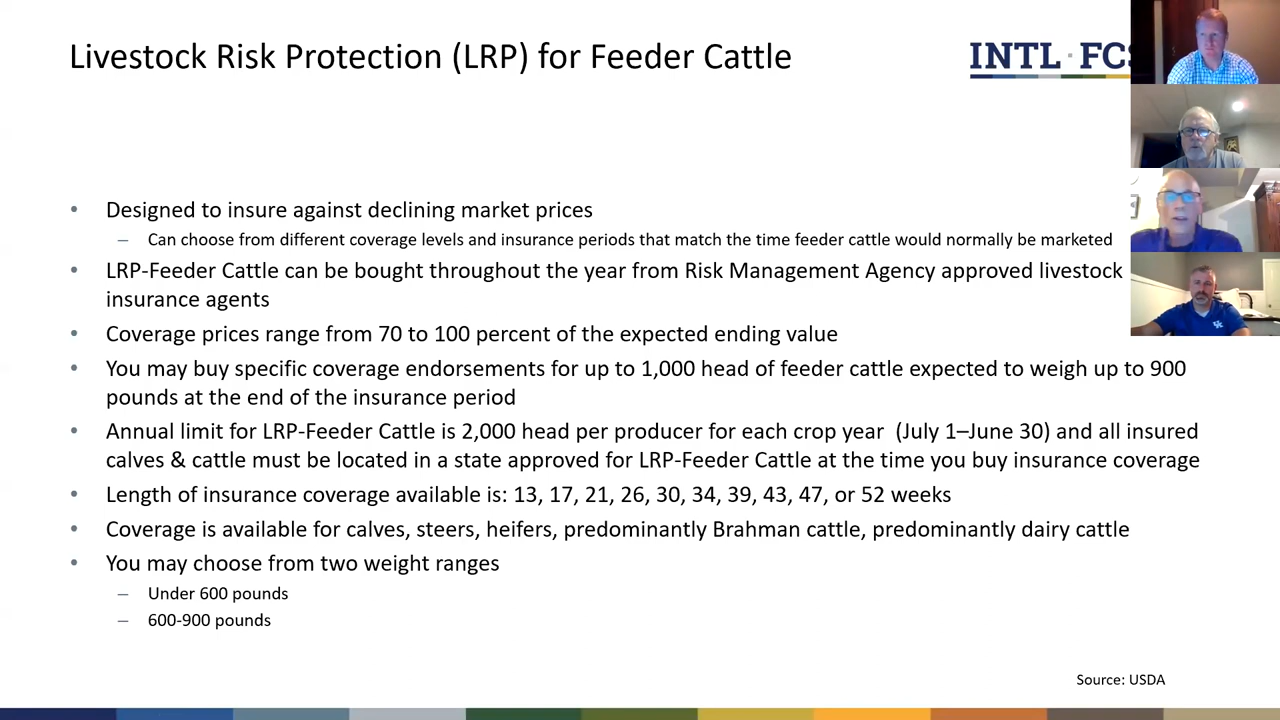 Livestock Risk Protection (LRP) for Feeder Cattle
INTL FCS
• Designed to insure against declining market prices
– Can choose from different coverage levels and insurance periods that match the time feeder cattle would normally be marketed
• LRP-Feeder Cattle can be bought throughout the year from Risk Management Agency approved livestock
insurance agents
• Coverage prices range from 70 to 100 percent of the expected ending value
• You may buy specific coverage endorsements for up to 1,000 head of feeder cattle expected to weigh up to 900
pounds at the end of the insurance period
• Annual limit for LRP-Feeder Cattle is 2,000 head per producer for each crop year (July 1–June 30) and all insured
calves & cattle must be located in a state approved for LRP-Feeder Cattle at the time you buy insurance coverage
• Length of insurance coverage available is: 13, 17, 21, 26, 30, 34, 39, 43, 47, or 52 weeks
• Coverage is available for calves, steers, heifers, predominantly Brahman cattle, predominantly dairy cattle
• You may choose from two weight ranges
– Under 600 pounds
– 600-900 pounds
Source: USDA